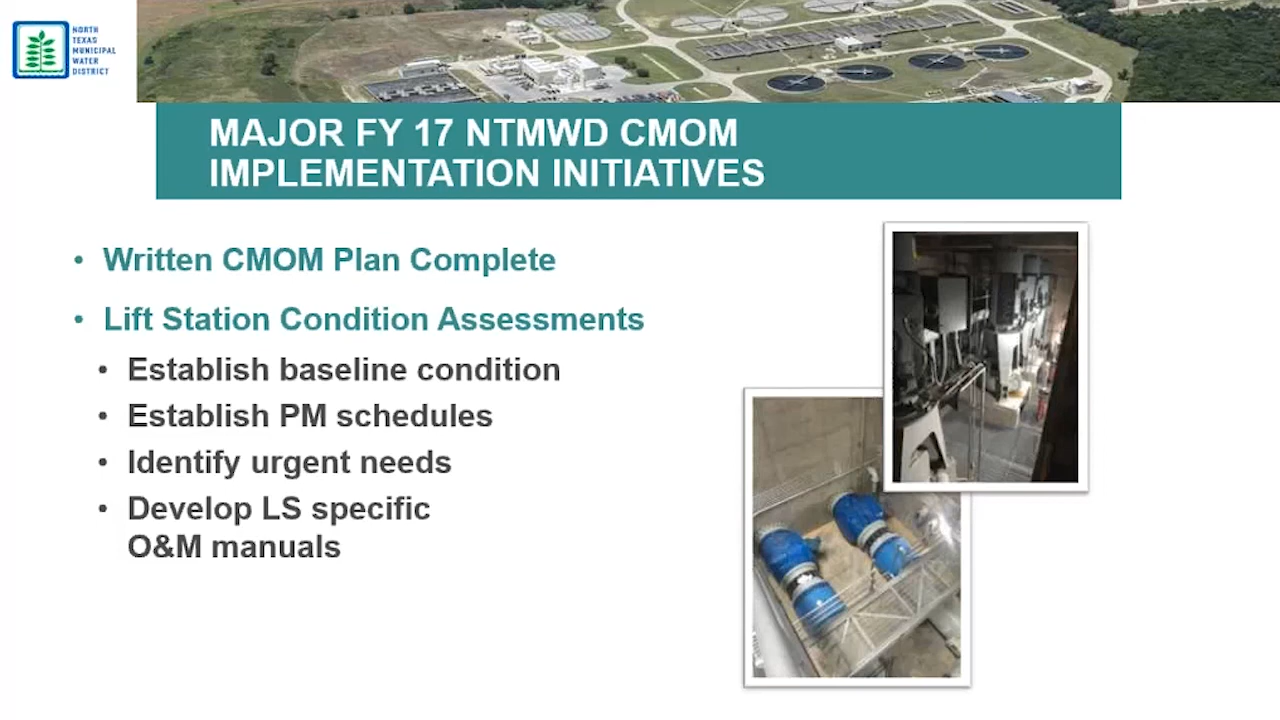 NORTH
TEXAS
MUNICIPAL
WATER
DISTRICT
MAJOR FY 17 NTMWD CMOM
IMPLEMENTATION INITIATIVES
• Written CMOM Plan Complete
• Lift Station Condition Assessments
• Establish baseline condition
• Establish PM schedules
• Identify urgent needs
• Develop LS specific
O&M manuals